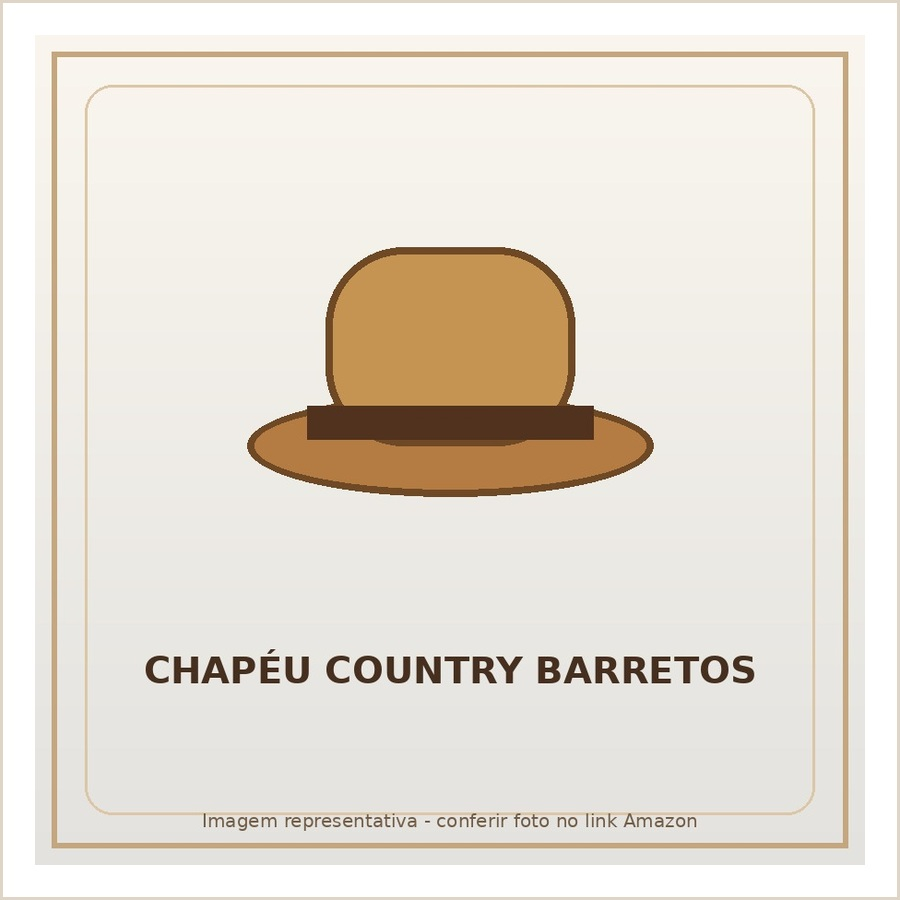 CHAPÉU COUNTRY BARRETOS
Imagem representativa - conferir foto no link Amazon